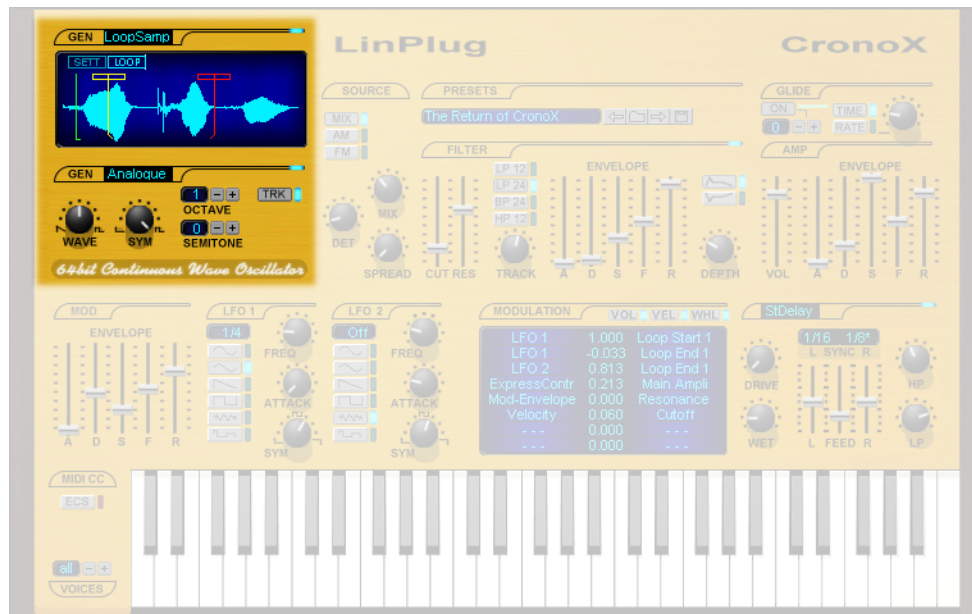 GEN LoopSamp
LinPlug CronoX
SETT LOOP
SOURCE PRESETS GLIDE
MIX The Return of CronoX ON TIME
AM 0 - + RATE
FM FILTER AMP
LP 12 ENVELOPE ENVELOPE
GEN Analogue LP 24
BP 24
1 - + TRK HP 12
OCTAVE MIX
0 - + DET
WAVE SYM SEMITONE
64bit Continuous Wave Oscillator SPREAD CUT RES TRACK A D S F R DEPTH VOL A D S F R
MOD LFO 1 LFO 2 MODULATION VOL VEL WHL StDelay
ENVELOPE 1/4 Off
LFO 1 1.000 Loop Start 1 1/16 1/8*
LFO 1 -0.033 Loop End 1 L SYNC R
FREQ FREQ LFO 2 0.813 Loop End 1
ExpressContr 0.213 Main Ampli DRIVE HP
ATTACK ATTACK Mod-Envelope 0.000 Resonance
Velocity 0.060 Cutoff
- - - 0.000 - - -
A D S F R - - - 0.000 - - - WET L FEED R LP
SYM SYM
MIDI CC
ECS
all - +
VOICES